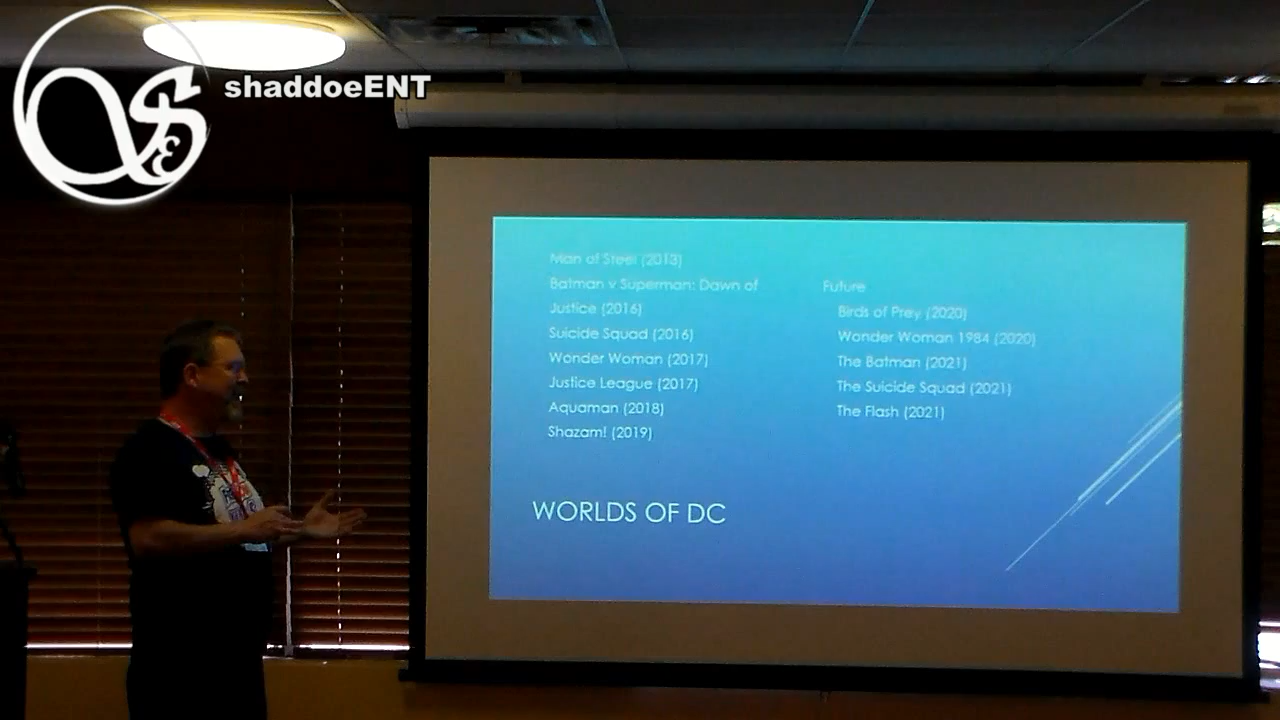 shaddoeENT
Man of Steel (2013)
Batman v Superman: Dawn of
Justice (2016)
Suicide Squad (2016)
Wonder Woman (2017)
Justice League (2017)
Aquaman (2018)
Shazam! (2019)
Future
Birds of Prey (2020)
Wonder Woman 1984 (2020)
The Batman (2021)
The Suicide Squad (2021)
The Flash (2021)
WORLDS OF DC